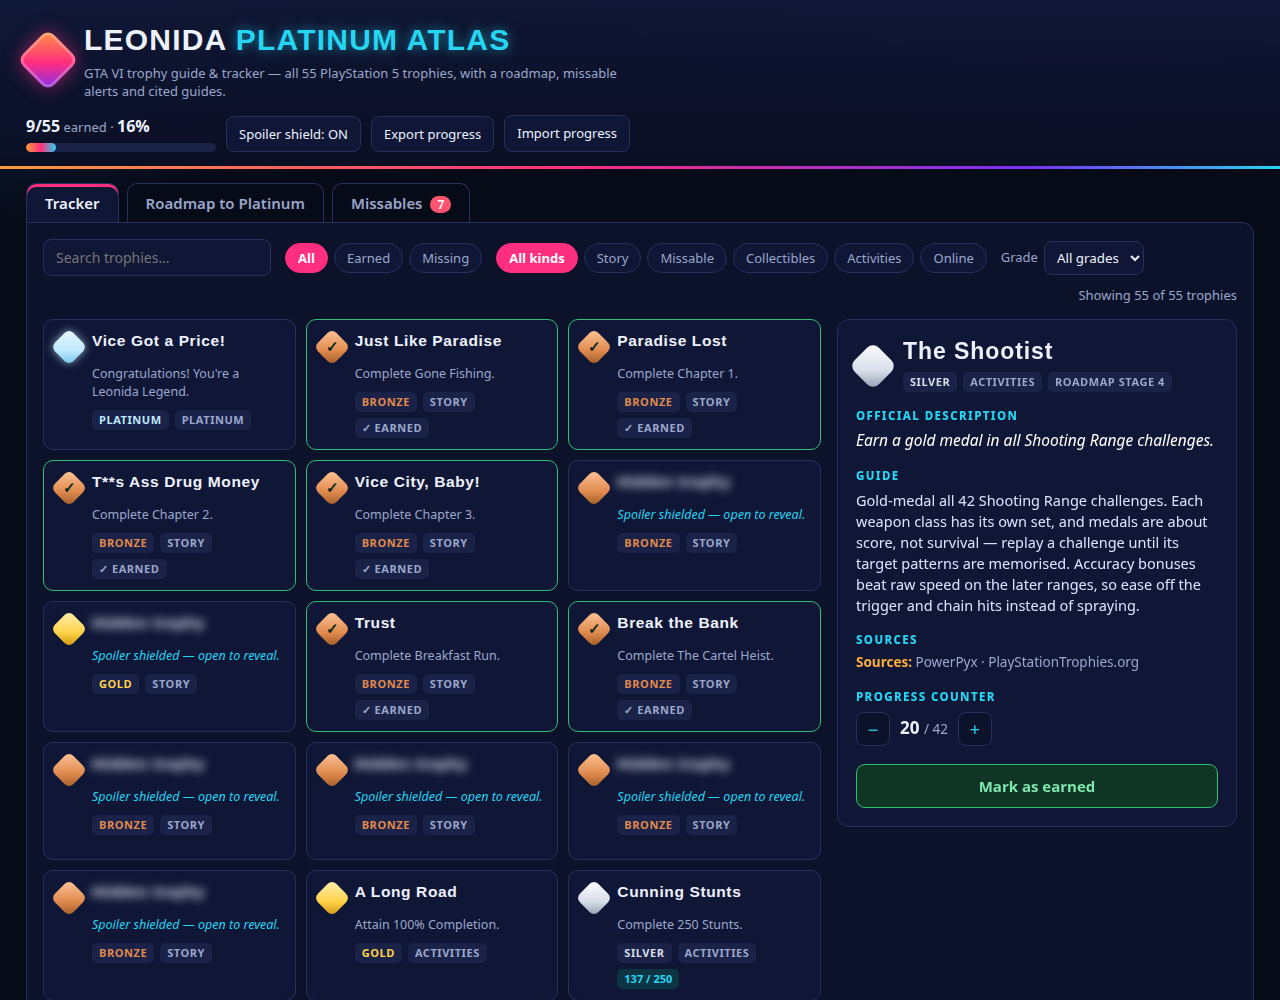 LEONIDA PLATINUM ATLAS
GTA VI trophy guide & tracker — all 55 PlayStation 5 trophies, with a roadmap, missable
alerts and cited guides.
9/55 earned · 16%
Spoiler shield: ON
Export progress
Import progress
Tracker
Roadmap to Platinum
Missables 7
Search trophies...
All
Earned
Missing
All kinds
Story
Missable
Collectibles
Activities
Online
Grade
All grades
Showing 55 of 55 trophies
Vice Got a Price!
Congratulations! You're a
Leonida Legend.
PLATINUM PLATINUM
Just Like Paradise
Complete Gone Fishing.
BRONZE STORY
✓ EARNED
Paradise Lost
Complete Chapter 1.
BRONZE STORY
✓ EARNED
T**s Ass Drug Money
Complete Chapter 2.
BRONZE STORY
✓ EARNED
Vice City, Baby!
Complete Chapter 3.
BRONZE STORY
✓ EARNED
Hidden trophy
Spoiler shielded — open to reveal.
BRONZE STORY
Hidden trophy
Spoiler shielded — open to reveal.
GOLD STORY
Trust
Complete Breakfast Run.
BRONZE STORY
✓ EARNED
Break the Bank
Complete The Cartel Heist.
BRONZE STORY
✓ EARNED
Hidden trophy
Spoiler shielded — open to reveal.
BRONZE STORY
Hidden trophy
Spoiler shielded — open to reveal.
BRONZE STORY
Hidden trophy
Spoiler shielded — open to reveal.
BRONZE STORY
Hidden trophy
Spoiler shielded — open to reveal.
BRONZE STORY
A Long Road
Attain 100% Completion.
GOLD ACTIVITIES
Cunning Stunts
Complete 250 Stunts.
SILVER ACTIVITIES
137 / 250
The Shootist
SILVER ACTIVITIES ROADMAP STAGE 4
OFFICIAL DESCRIPTION
Earn a gold medal in all Shooting Range challenges.
GUIDE
Gold-medal all 42 Shooting Range challenges. Each
weapon class has its own set, and medals are about
score, not survival — replay a challenge until its
target patterns are memorised. Accuracy bonuses
beat raw speed on the later ranges, so ease off the
trigger and chain hits instead of spraying.
SOURCES
Sources: PowerPyx · PlayStationTrophies.org
PROGRESS COUNTER
− 20 / 42 +
Mark as earned